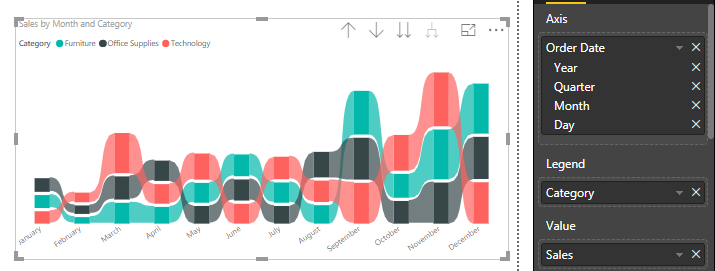 Sales by Month and Category
Category Furniture Office Supplies Technology
January February March April May June July August September October November December
Axis
Order Date
Year
Quarter
Month
Day
Legend
Category
Value
Sales